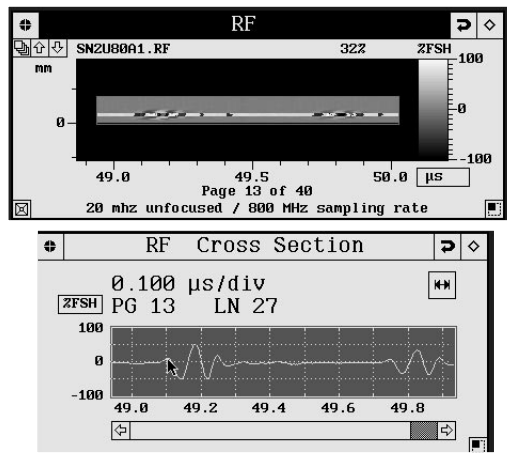 RF
SN2U80A1.RF 32% %FSH
mm
100
0
0
-100
49.0 49.5 50.0 µs
Page 13 of 40
20 mhz unfocused / 800 MHz sampling rate
RF Cross Section
0.100 µs/div
%FSH PG 13 LN 27
100
0
-100
49.0 49.2 49.4 49.6 49.8